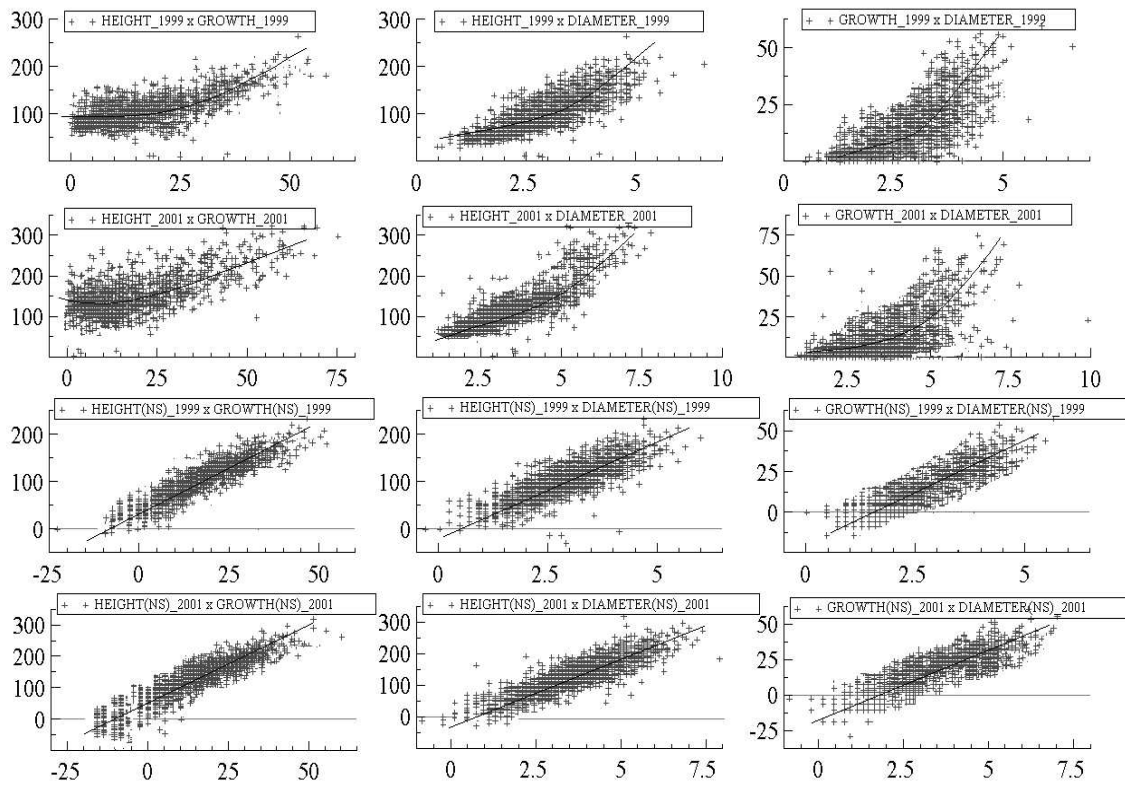 + + HEIGHT_1999 x GROWTH_1999
300
200
100
0 25 50
+ + HEIGHT_1999 x DIAMETER_1999
300
200
100
2.5 5
+ + GROWTH_1999 x DIAMETER_1999
50
25
2.5 5
+ + HEIGHT_2001 x GROWTH_2001
300
200
100
0 25 50 75
+ + HEIGHT_2001 x DIAMETER_2001
300
200
100
2.5 5 7.5 10
+ + GROWTH_2001 x DIAMETER_2001
75
50
25
2.5 5 7.5 10
+ + HEIGHT(NS)_1999 x GROWTH(NS)_1999
200
100
0
-25 0 25 50
+ + HEIGHT(NS)_1999 x DIAMETER(NS)_1999
200
100
0
0 2.5 5
+ + GROWTH(NS)_1999 x DIAMETER(NS)_1999
50
25
0
0 2.5 5
+ + HEIGHT(NS)_2001 x GROWTH(NS)_2001
300
200
100
0
-25 0 25 50
+ + HEIGHT(NS)_2001 x DIAMETER(NS)_2001
300
200
100
0
0 2.5 5 7.5
+ + GROWTH(NS)_2001 x DIAMETER(NS)_2001
50
25
0
-25
0 2.5 5 7.5